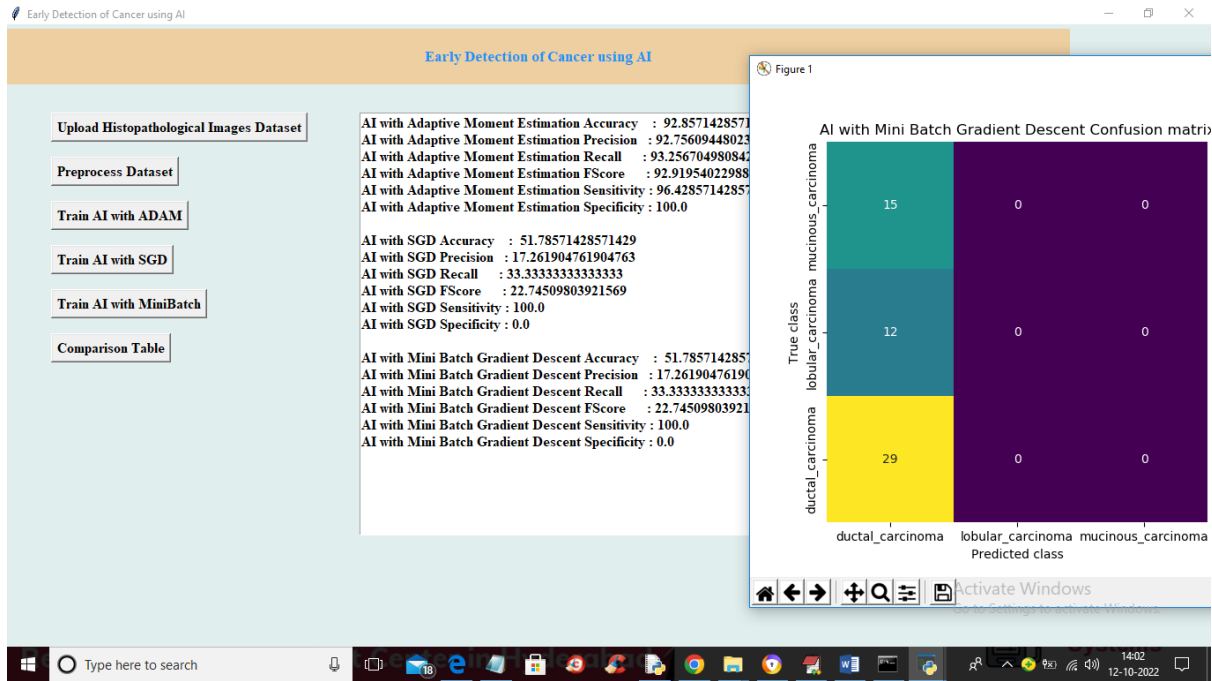 Early Detection of Cancer using AI
Early Detection of Cancer using AI
Upload Histopathological Images Dataset
Preprocess Dataset
Train AI with ADAM
Train AI with SGD
Train AI with MiniBatch
Comparison Table
AI with Adaptive Moment Estimation Accuracy : 92.8571428571
AI with Adaptive Moment Estimation Precision : 92.75609448023
AI with Adaptive Moment Estimation Recall : 93.25670498084
AI with Adaptive Moment Estimation FScore : 92.91954022988
AI with Adaptive Moment Estimation Sensitivity : 96.42857142857
AI with Adaptive Moment Estimation Specificity : 100.0
AI with SGD Accuracy : 51.78571428571429
AI with SGD Precision : 17.261904761904763
AI with SGD Recall : 33.33333333333333
AI with SGD FScore : 22.74509803921569
AI with SGD Sensitivity : 100.0
AI with SGD Specificity : 0.0
AI with Mini Batch Gradient Descent Accuracy : 51.7857142857
AI with Mini Batch Gradient Descent Precision : 17.26190476190
AI with Mini Batch Gradient Descent Recall : 33.333333333333
AI with Mini Batch Gradient Descent FScore : 22.74509803921
AI with Mini Batch Gradient Descent Sensitivity : 100.0
AI with Mini Batch Gradient Descent Specificity : 0.0
Figure 1
AI with Mini Batch Gradient Descent Confusion matrix
True class
mucinous_carcinoma
15 0 0
lobular_carcinoma
12 0 0
ductal_carcinoma
29 0 0
ductal_carcinoma lobular_carcinoma mucinous_carcinoma
Predicted class
Activate Windows
Go to Settings to activate Windows.
Type here to search
18
14:02
12-10-2022